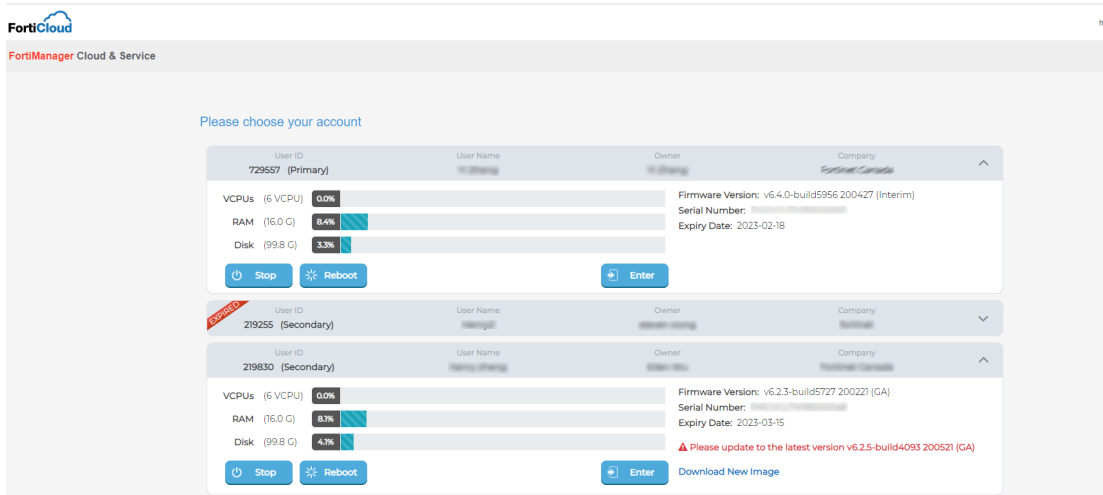 FortiCloud
h
FortiManager Cloud & Service
Please choose your account
User ID User Name Owner Company
729557 (Primary) Fortinet Canada
VCPUs (6 VCPU) 0.0%
RAM (16.0 G) 8.4%
Disk (99.8 G) 3.3%
Firmware Version: v6.4.0-build5956 200427 (Interim)
Serial Number:
Expiry Date: 2023-02-18
Stop Reboot Enter
EXPIRED
User ID User Name Owner Company
219255 (Secondary)
User ID User Name Owner Company
219830 (Secondary)
VCPUs (6 VCPU) 0.0%
RAM (16.0 G) 8.1%
Disk (99.8 G) 4.1%
Firmware Version: v6.2.3-build5727 200221 (GA)
Serial Number:
Expiry Date: 2023-03-15
Please update to the latest version v6.2.5-build4093 200521 (GA)
Stop Reboot Enter Download New Image